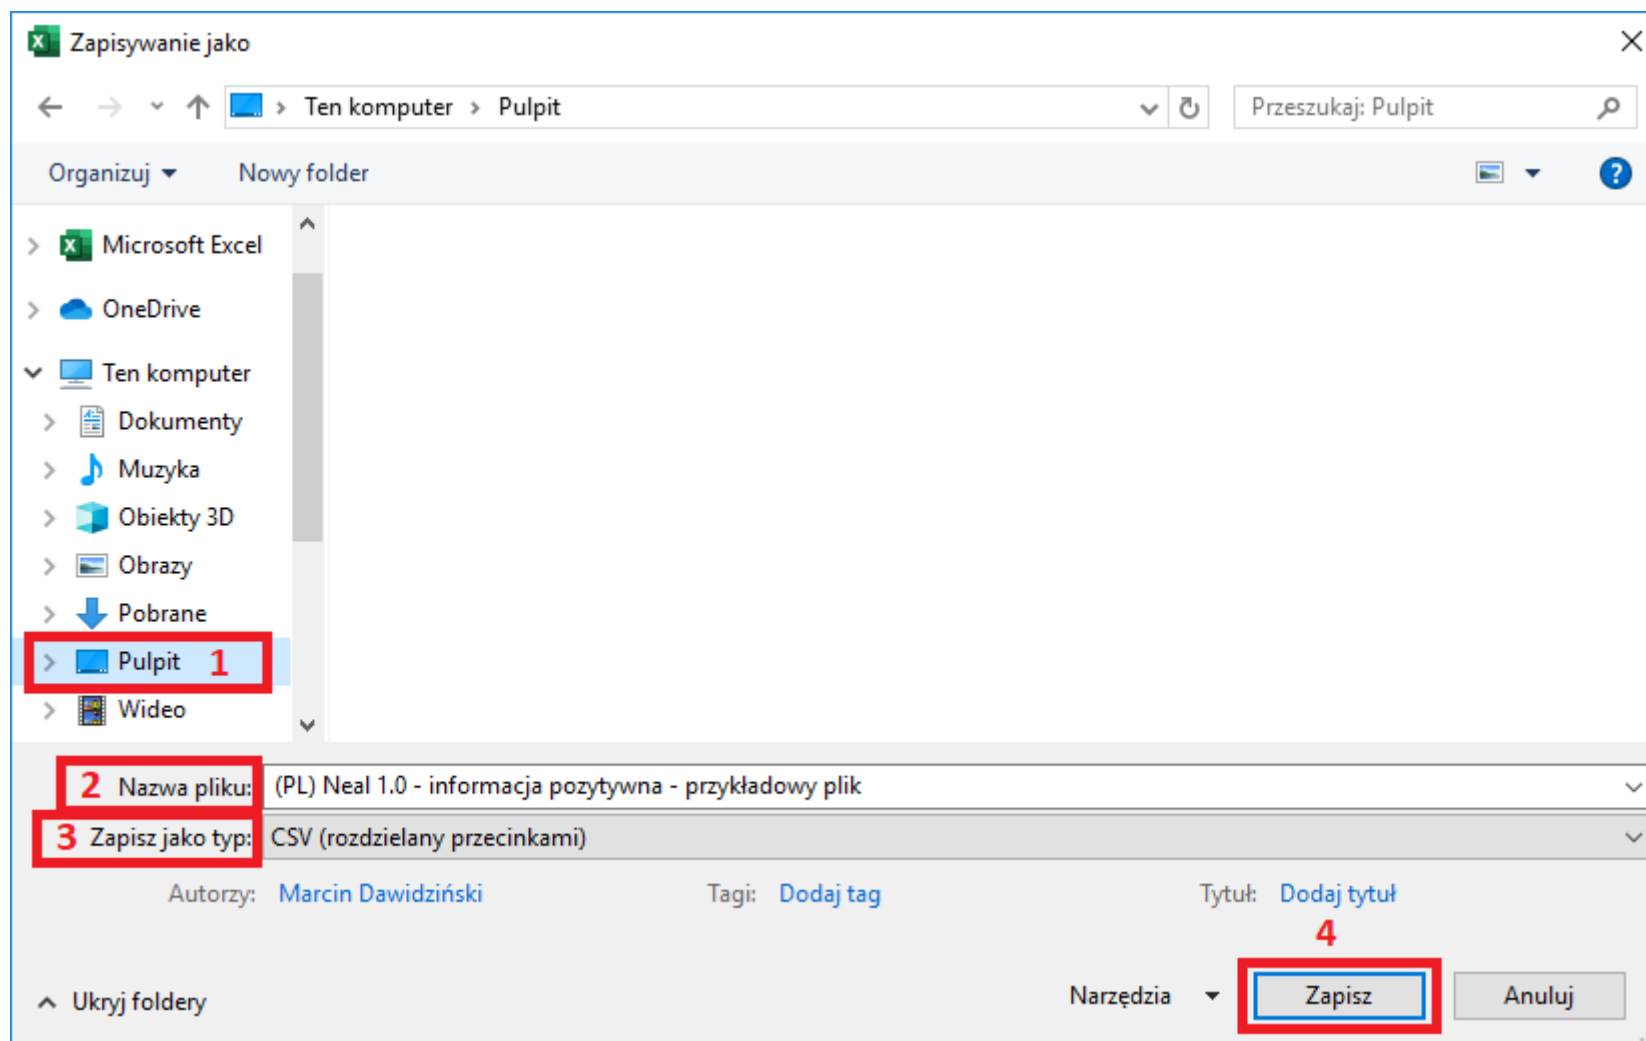 Zapisywanie jako
Ten komputer > Pulpit
Przeszukaj: Pulpit
Organizuj
Nowy folder
Microsoft Excel
OneDrive
Ten komputer
Dokumenty
Muzyka
Obiekty 3D
Obrazy
Pobrane
Pulpit 1
Wideo
2 Nazwa pliku: (PL) Neal 1.0 - informacja pozytywna - przykładowy plik
3 Zapisz jako typ: CSV (rozdzielany przecinkami)
Autorzy: Marcin Dawidziński Tagi: Dodaj tag Tytuł: Dodaj tytuł
4
Ukryj foldery Narzędzia Zapisz Anuluj